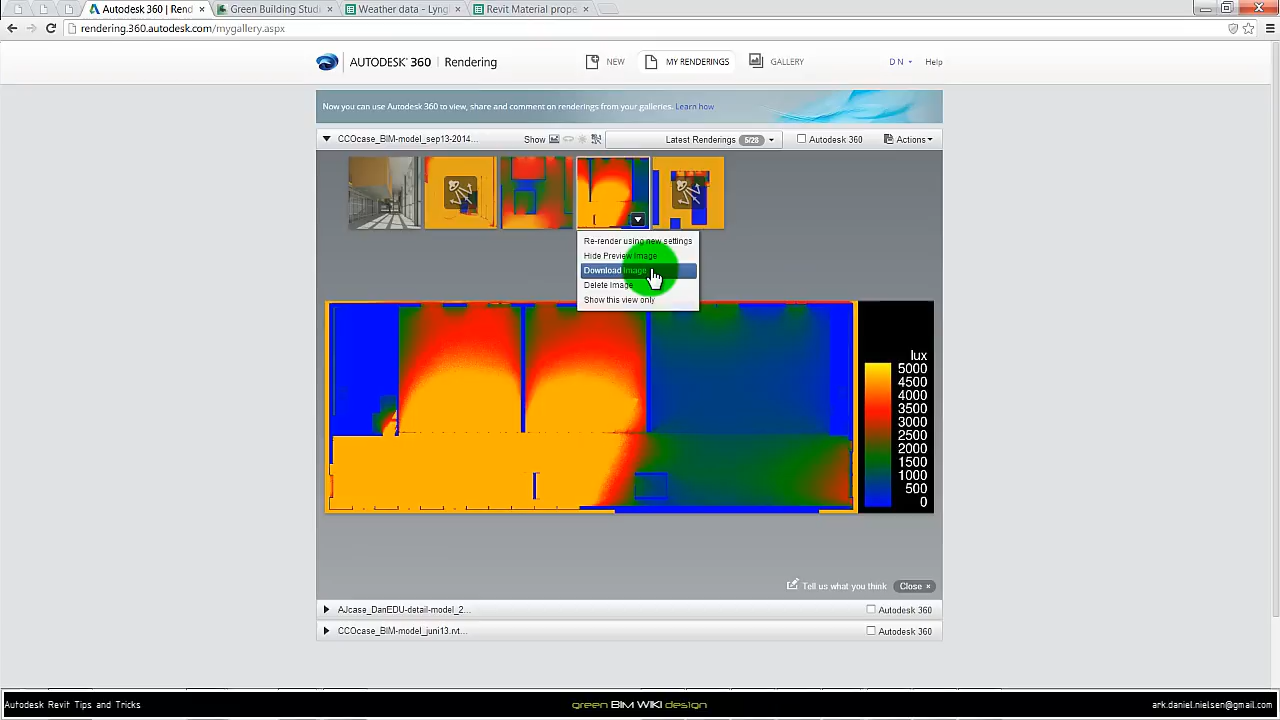 Autodesk 360 | Rend
Green Building Studi
Weather data - Lyngl
Revit Material prope
rendering.360.autodesk.com/mygallery.aspx
AUTODESK® 360 Rendering
NEW
MY RENDERINGS
GALLERY
D N
Help
Now you can use Autodesk 360 to view, share and comment on renderings from your galleries. Learn how
CCOcase_BIM-model_sep13-2014...
Show
Latest Renderings 5/28
Autodesk 360
Actions
Re-render using new settings
Hide Preview Image
Download Image
Delete Image
Show this view only
lux
5000
4500
4000
3500
3000
2500
2000
1500
1000
500
0
Tell us what you think
Close ×
AJcase_DanEDU-detail-model_2...
Autodesk 360
CCOcase_BIM-model_juni13.rvt...
Autodesk 360
Autodesk Revit Tips and Tricks
green BIM WIKI design
ark.daniel.nielsen@gmail.com